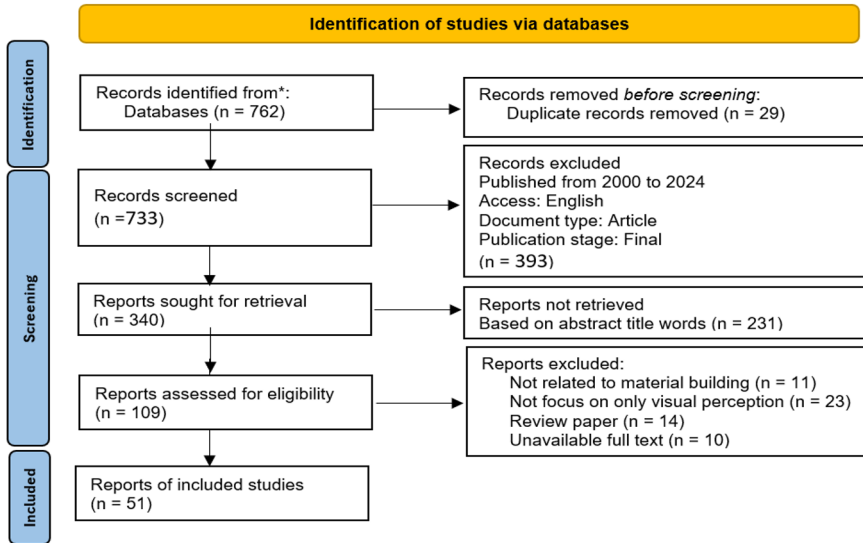 Identification of studies via databases
Identification
Records identified from*:
Databases (n = 762)
Records removed before screening:
Duplicate records removed (n = 29)
Screening
Records screened
(n =733)
Records excluded
Published from 2000 to 2024
Access: English
Document type: Article
Publication stage: Final
(n = 393)
Reports sought for retrieval
(n = 340)
Reports not retrieved
Based on abstract title words (n = 231)
Reports assessed for eligibility
(n = 109)
Reports excluded:
Not related to material building (n = 11)
Not focus on only visual perception (n = 23)
Review paper (n = 14)
Unavailable full text (n = 10)
Included
Reports of included studies
(n = 51)